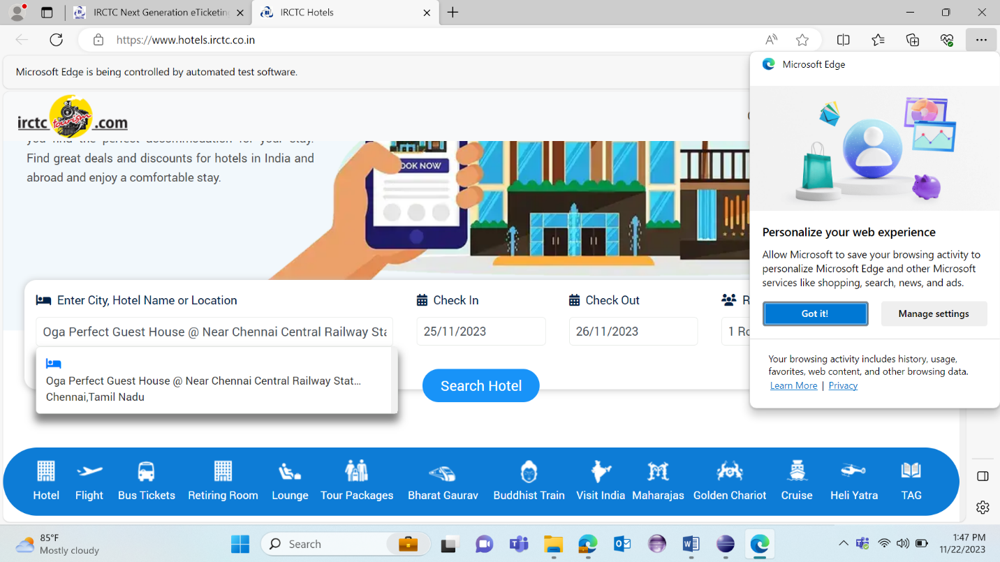 IRCTC Next Generation eTicketing
IRCTC Hotels
https://www.hotels.irctc.co.in
Microsoft Edge is being controlled by automated test software.
irctc tourism .com
you find the perfect accommodation for your stay.
Find great deals and discounts for hotels in India and
abroad and enjoy a comfortable stay.
BOOK NOW
Enter City, Hotel Name or Location
Check In
Check Out
Oga Perfect Guest House @ Near Chennai Central Railway Sta
25/11/2023
26/11/2023
Oga Perfect Guest House @ Near Chennai Central Railway Stat...
Chennai,Tamil Nadu
Search Hotel
Microsoft Edge
Personalize your web experience
Allow Microsoft to save your browsing activity to
personalize Microsoft Edge and other Microsoft
services like shopping, search, news, and ads.
Got it!
Manage settings
Your browsing activity includes history, usage,
favorites, web content, and other browsing data.
Learn More | Privacy
Hotel
Flight
Bus Tickets
Retiring Room
Lounge
Tour Packages
Bharat Gaurav
Buddhist Train
Visit India
Maharajas
Golden Chariot
Cruise
Heli Yatra
TAG
85°F
Mostly cloudy
Search
1:47 PM
11/22/2023